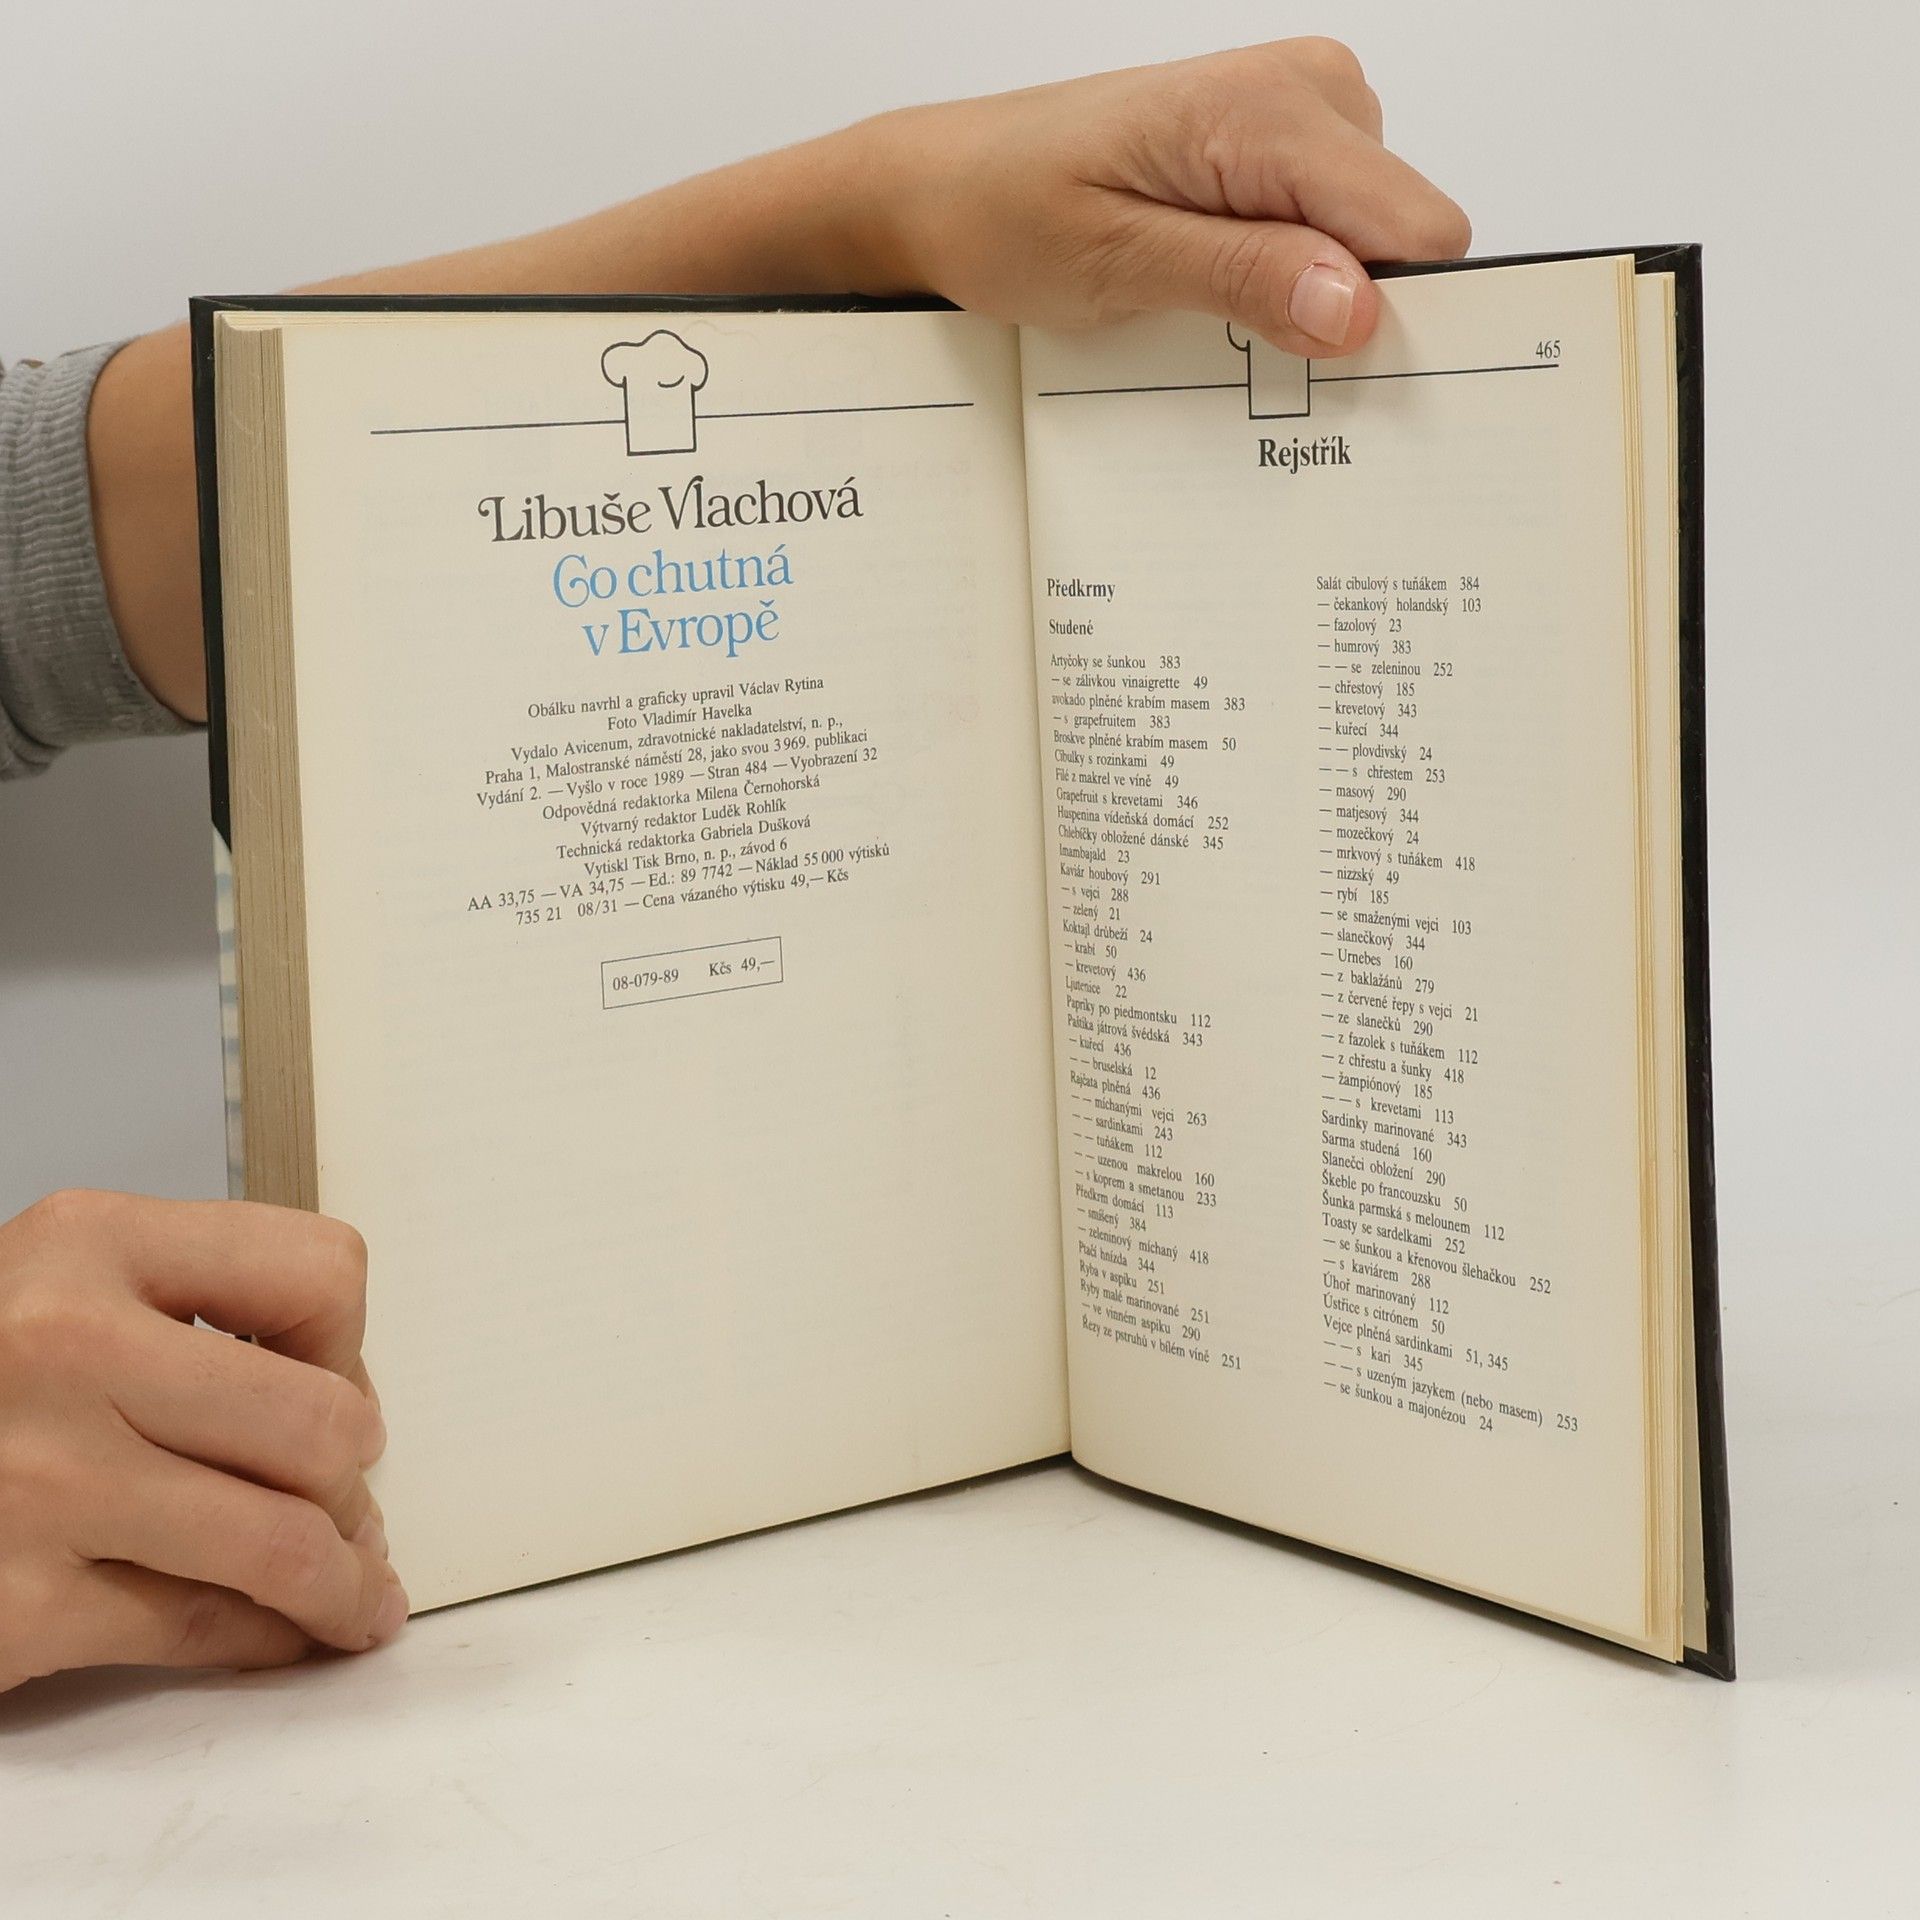 Libuše Vlachová
Co chutná
v Evropě
Obálku navrhl a graficky upravil Václav Rytina
Foto Vladimír Havelka
Vydalo Avicenum, zdravotnické nakladatelství, n. p.,
Praha 1, Malostranské náměstí 28, jako svou 3 969. publikaci
Vydání 2. — Vyšlo v roce 1989 — Stran 484 — Vyobrazení 32
Odpovědná redaktorka Milena Černohorská
Výtvarný redaktor Luděk Rohlík
Technická redaktorka Gabriela Dušková
Vytiskl Tisk Brno, n. p., závod 6
AA 33,75 — VA 34,75 — Ed.: 89 7742 — Náklad 55 000 výtisků
735 21 08/31 — Cena vázaného výtisku 49,— Kčs
08-079-89 Kčs 49,—
465
Rejstřík
Předkrmy
Studené
Artyčoky se šunkou 383
— se zálivkou vinaigrette 49
avokado plněné krabím masem 383
— s grapefruitem 383
Broskve plněné krabím masem 50
Cibulky s rozinkami 49
Filé z makrel ve víně 49
Grapefruit s krevetami 346
Huspenina vídeňská domácí 252
Chlebíčky obložené dánské 345
Imambajald 23
Kaviár houbový 291
— s vejci 288
— zelený 21
Koktajl drůbeží 24
— krabí 50
— krevetový 436
Ljutenice 22
Papriky po piedmontsku 112
Paštika játrová švédská 343
— kuřecí 436
— — bruselská 12
Rajčata plněná 436
— — míchanými vejci 263
— — sardinkami 243
— — tuňákem 112
— — uzenou makrelou 160
— s koprem a smetanou 233
Předkrm domácí 113
— smíšený 384
— zeleninový míchaný 418
Ptačí hnízda 344
Ryba v aspiku 251
Ryby malé marinované 251
— ve vinném aspiku 290
Řezy ze pstruhů v bílém víně 251
Salát cibulový s tuňákem 384
— čekankový holandský 103
— fazolový 23
— humrový 383
— — se zeleninou 252
— chřestový 185
— krevetový 343
— kuřecí 344
— — plovdivský 24
— — s chřestem 253
— masový 290
— matjesový 344
— mozečkový 24
— mrkvový s tuňákem 418
— nizzský 49
— rybí 185
— se smaženými vejci 103
— slanečkový 344
— Urnebes 160
— z baklažánů 279
— z červené řepy s vejci 21
— ze slanečků 290
— z fazolek s tuňákem 112
— z chřestu a šunky 418
— žampiónový 185
— — s krevetami 113
Sardinky marinované 343
Sarma studená 160
Slanečci obložení 290
Škeble po francouzsku 50
Šunka parmská s melounem 112
Toasty se sardelkami 252
— se šunkou a křenovou šlehačkou 252
— s kaviárem 288
Úhoř marinovaný 112
Ústřice s citrónem 50
Vejce plněná sardinkami 51, 345
— — s kari 345
— — s uzeným jazykem (nebo masem) 253
— se šunkou a majonézou 24